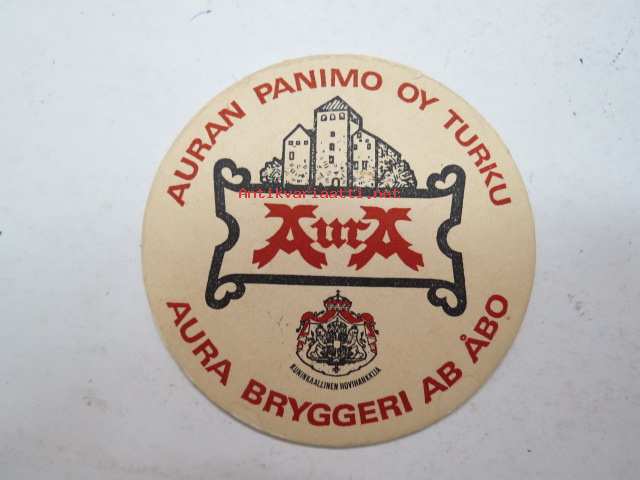 AURAN PANIMO OY TURKU
Antikvariaatti.net
AurA
KUNINKAALLINEN HOVIHANKKIJA
AURA BRYGGERI AB ÅBO